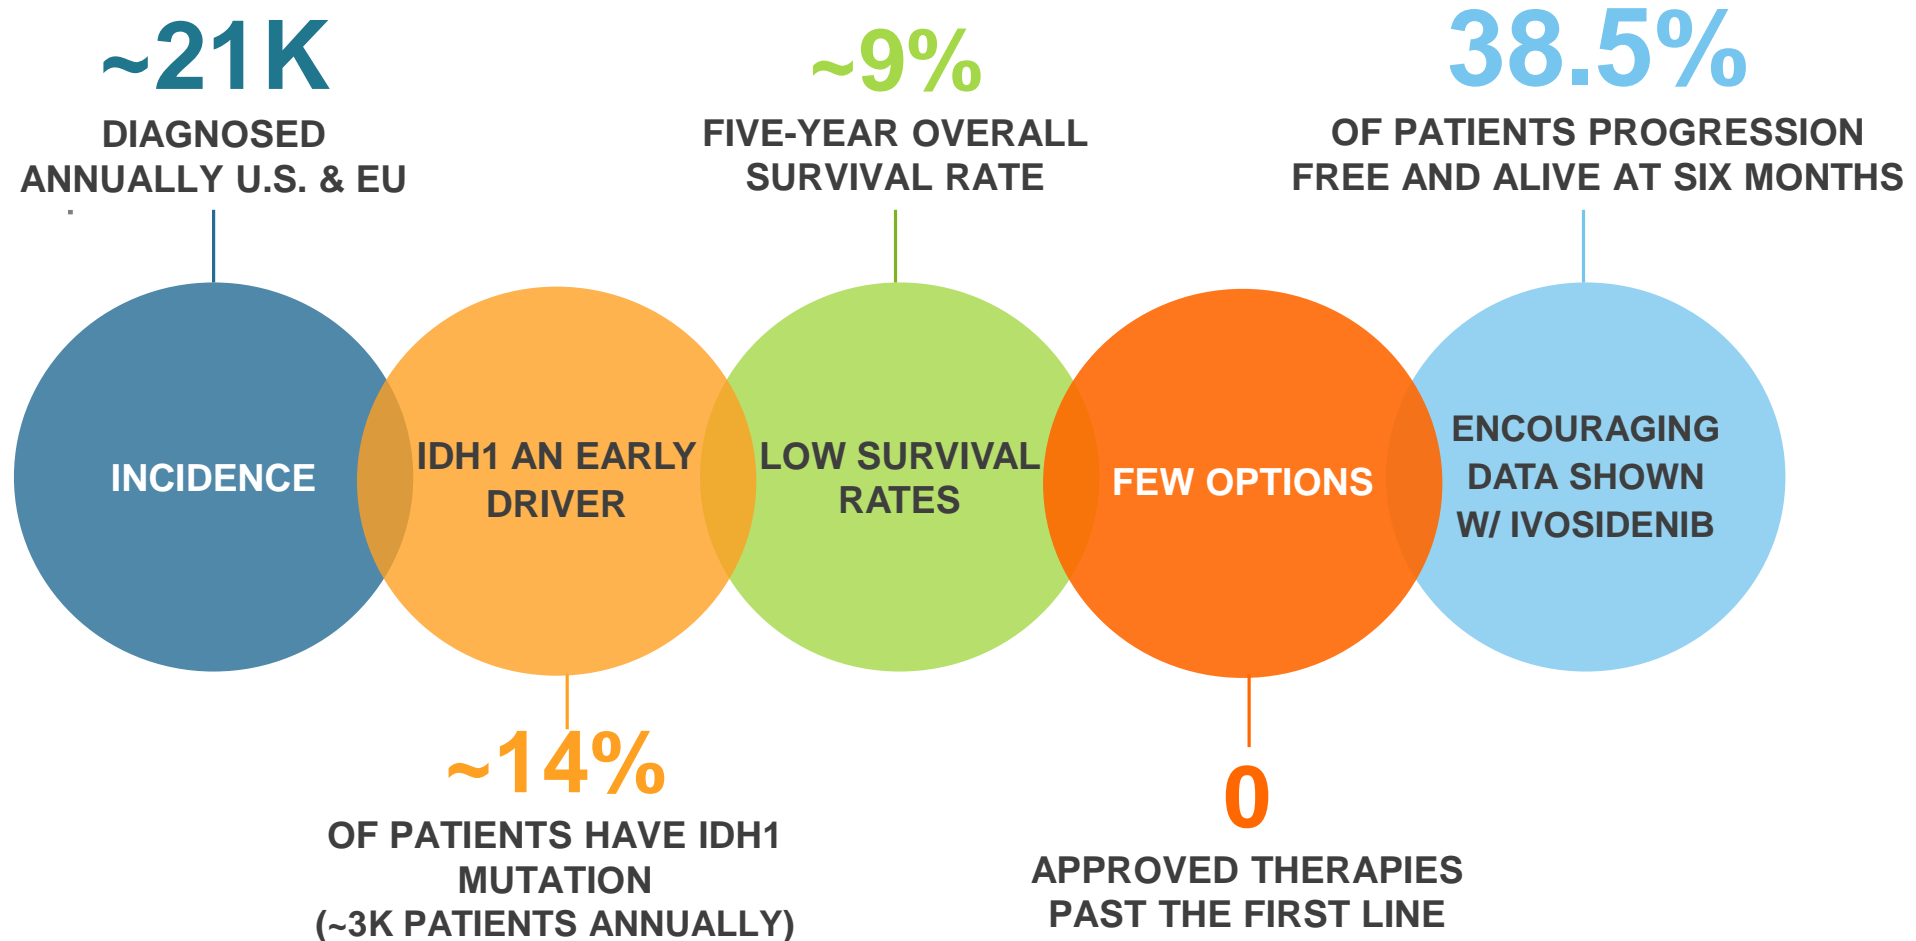 ~21K
DIAGNOSED
ANNUALLY U.S. & EU
~9%
FIVE-YEAR OVERALL
SURVIVAL RATE
38.5%
OF PATIENTS PROGRESSION
FREE AND ALIVE AT SIX MONTHS
INCIDENCE
IDH1 AN EARLY
DRIVER
LOW SURVIVAL
RATES
FEW OPTIONS
ENCOURAGING
DATA SHOWN
W/ IVOSIDENIB
~14%
OF PATIENTS HAVE IDH1
MUTATION
(~3K PATIENTS ANNUALLY)
0
APPROVED THERAPIES
PAST THE FIRST LINE